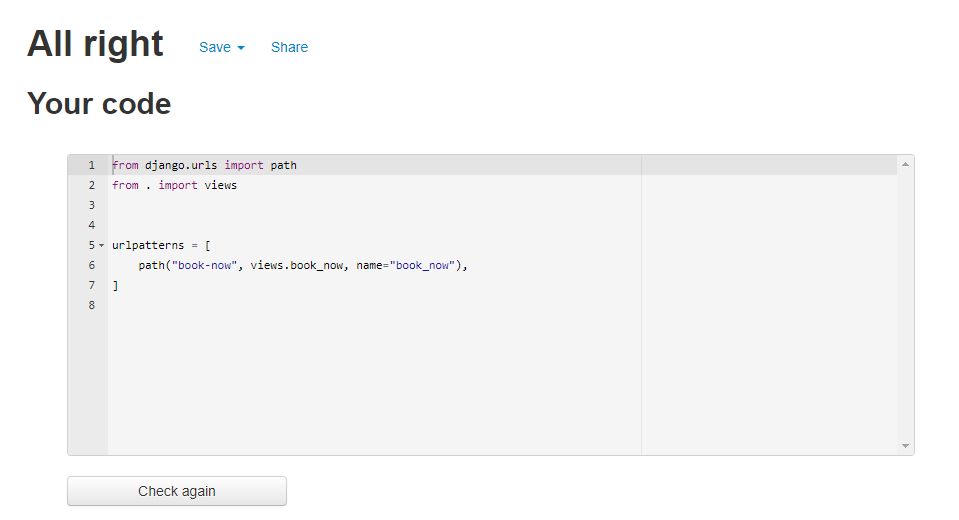 All right Save Share
Your code
1 from django.urls import path
2 from . import views
3
4
5 urlpatterns = [
6     path("book-now", views.book_now, name="book_now"),
7 ]
8
Check again